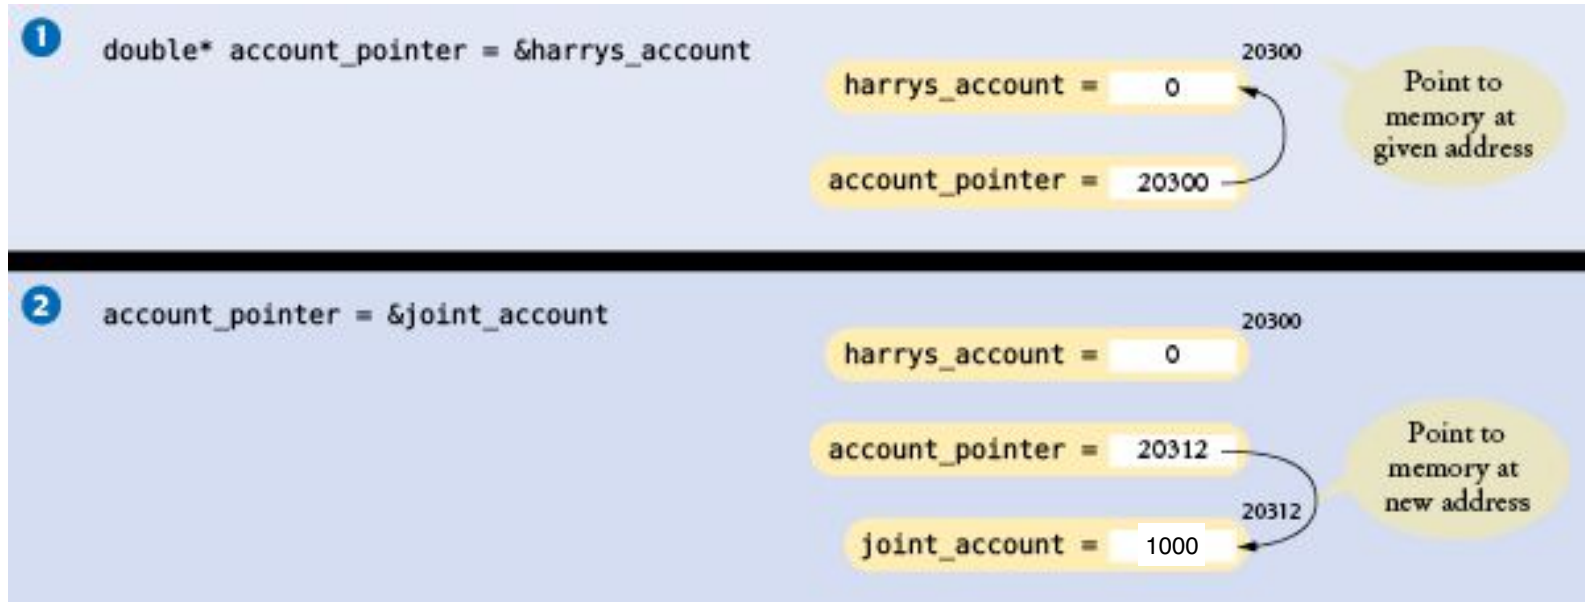 1
double* account_pointer = &harrys_account
20300
harrys_account = 0
account_pointer = 20300
Point to
memory at
given address
2
account_pointer = &joint_account
20300
harrys_account = 0
account_pointer = 20312
20312
joint_account = 1000
Point to
memory at
new address